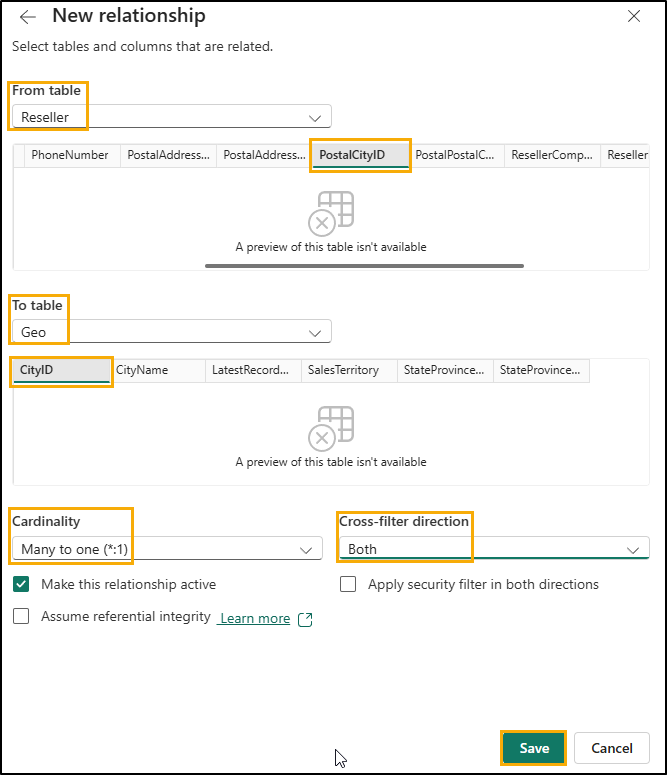 New relationship
Select tables and columns that are related.
From table
Reseller
PhoneNumber PostalAddress... PostalAddress... PostalCityID PostalPostalC... ResellerComp... Reseller
A preview of this table isn't available
To table
Geo
CityID CityName LatestRecord... SalesTerritory StateProvince... StateProvince...
A preview of this table isn't available
Cardinality Cross-filter direction
Many to one (*:1) Both
Make this relationship active Apply security filter in both directions
Assume referential integrity Learn more
Save Cancel